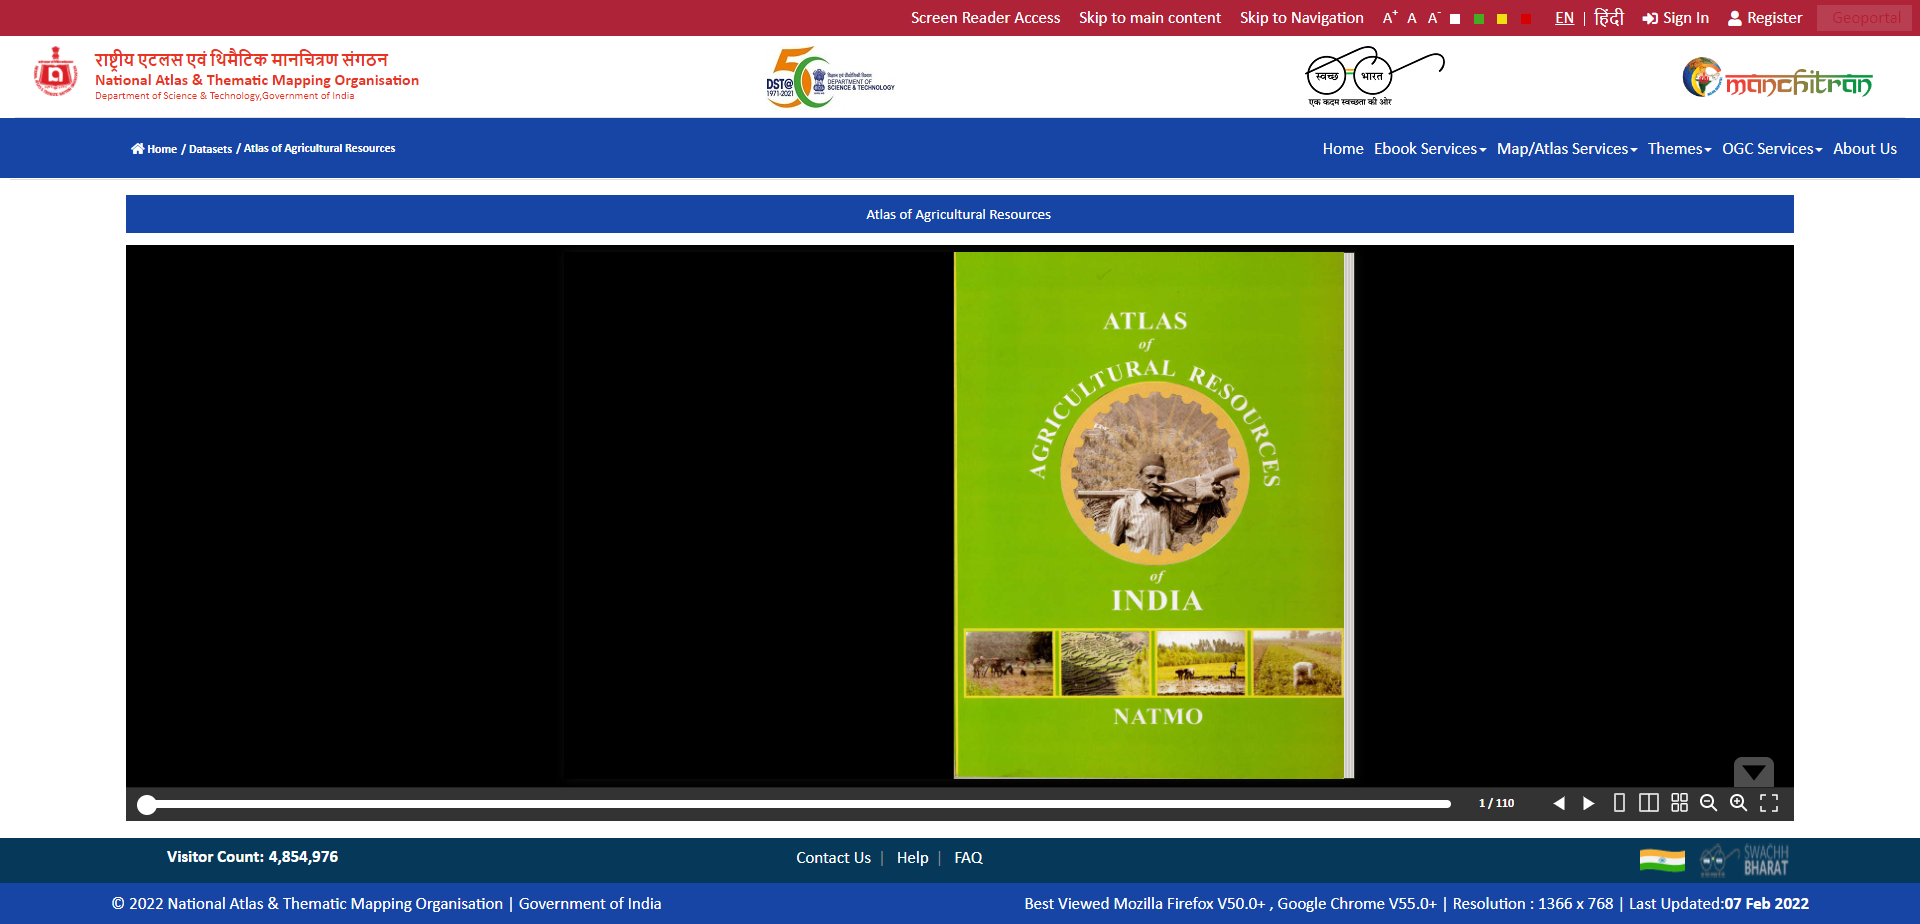 Screen Reader Access Skip to main content Skip to Navigation A+ A A- EN | हिंदी Sign In Register Geoportal
राष्ट्रीय एटलस एवं थिमैटिक मानचित्रण संगठन
National Atlas & Thematic Mapping Organisation
Department of Science & Technology,Government of India
50
DST@
1971-2021
विज्ञान एवं प्रौद्योगिकी विभाग
DEPARTMENT OF
SCIENCE & TECHNOLOGY
स्वच्छ भारत
एक कदम स्वच्छता की ओर
manchitran
Home / Datasets / Atlas of Agricultural Resources
Home Ebook Services Map/Atlas Services Themes OGC Services About Us
Atlas of Agricultural Resources
ATLAS
of
AGRICULTURAL RESOURCES
of
INDIA
NATMO
1 / 110
Visitor Count: 4,854,976
Contact Us | Help | FAQ
SWACHH
BHARAT
© 2022 National Atlas & Thematic Mapping Organisation | Government of India
Best Viewed Mozilla Firefox V50.0+ , Google Chrome V55.0+ | Resolution : 1366 x 768 | Last Updated:07 Feb 2022